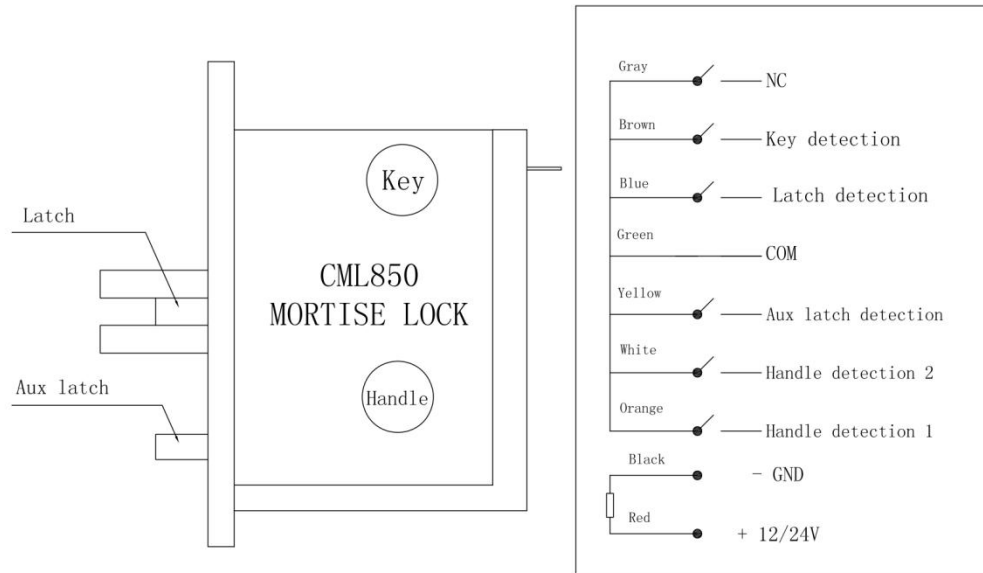 Latch
Aux latch
Key
CML850
MORTISE LOCK
Handle
Gray
NC
Brown
Key detection
Blue
Latch detection
Green
COM
Yellow
Aux latch detection
White
Handle detection 2
Orange
Handle detection 1
Black
- GND
Red
+ 12/24V